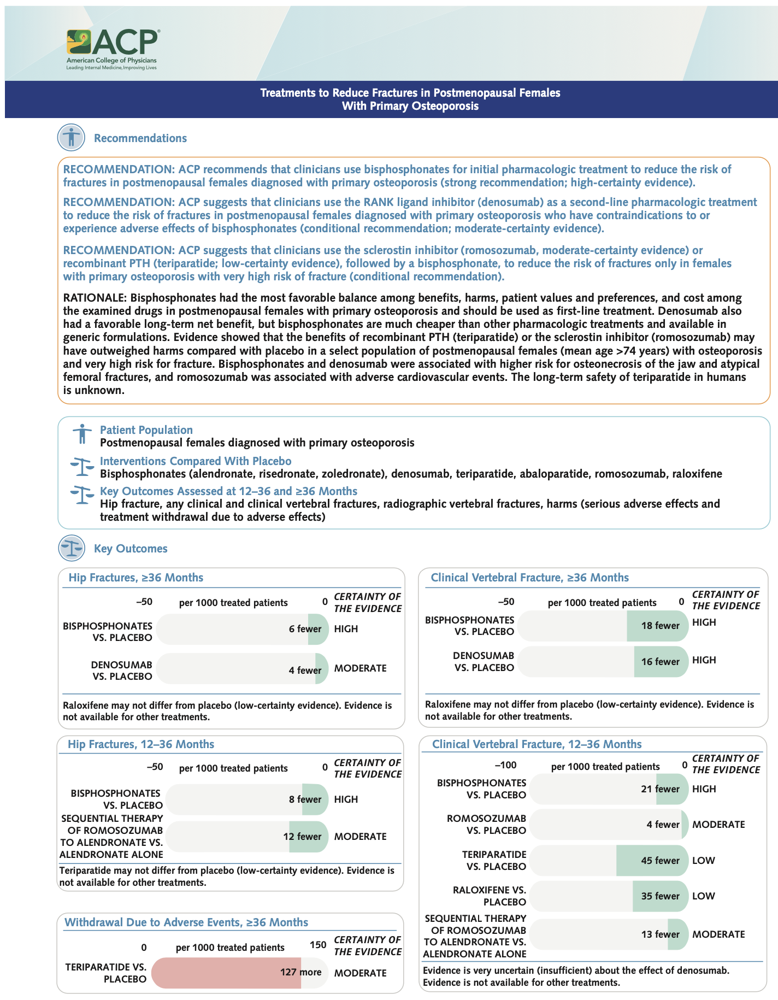 ACP®
American College of Physicians
Leading Internal Medicine, Improving Lives
Treatments to Reduce Fractures in Postmenopausal Females
With Primary Osteoporosis
Recommendations
RECOMMENDATION: ACP recommends that clinicians use bisphosphonates for initial pharmacologic treatment to reduce the risk of
fractures in postmenopausal females diagnosed with primary osteoporosis (strong recommendation; high-certainty evidence).
RECOMMENDATION: ACP suggests that clinicians use the RANK ligand inhibitor (denosumab) as a second-line pharmacologic treatment
to reduce the risk of fractures in postmenopausal females diagnosed with primary osteoporosis who have contraindications to or
experience adverse effects of bisphosphonates (conditional recommendation; moderate-certainty evidence).
RECOMMENDATION: ACP suggests that clinicians use the sclerostin inhibitor (romosozumab, moderate-certainty evidence) or
recombinant PTH (teriparatide; low-certainty evidence), followed by a bisphosphonate, to reduce the risk of fractures only in females
with primary osteoporosis with very high risk of fracture (conditional recommendation).
RATIONALE: Bisphosphonates had the most favorable balance among benefits, harms, patient values and preferences, and cost among
the examined drugs in postmenopausal females with primary osteoporosis and should be used as first-line treatment. Denosumab also
had a favorable long-term net benefit, but bisphosphonates are much cheaper than other pharmacologic treatments and available in
generic formulations. Evidence showed that the benefits of recombinant PTH (teriparatide) or the sclerostin inhibitor (romosozumab) may
have outweighed harms compared with placebo in a select population of postmenopausal females (mean age >74 years) with osteoporosis
and very high risk for fracture. Bisphosphonates and denosumab were associated with higher risk for osteonecrosis of the jaw and atypical
femoral fractures, and romosozumab was associated with adverse cardiovascular events. The long-term safety of teriparatide in humans
is unknown.
Patient Population
Postmenopausal females diagnosed with primary osteoporosis
Interventions Compared With Placebo
Bisphosphonates (alendronate, risedronate, zoledronate), denosumab, teriparatide, abaloparatide, romosozumab, raloxifene
Key Outcomes Assessed at 12–36 and ≥36 Months
Hip fracture, any clinical and clinical vertebral fractures, radiographic vertebral fractures, harms (serious adverse effects and
treatment withdrawal due to adverse effects)
Key Outcomes
Hip Fractures, ≥36 Months
–50 per 1000 treated patients 0
CERTAINTY OF
THE EVIDENCE
BISPHOSPHONATES
VS. PLACEBO
6 fewer
HIGH
DENOSUMAB
VS. PLACEBO
4 fewer
MODERATE
Raloxifene may not differ from placebo (low-certainty evidence). Evidence is
not available for other treatments.
Clinical Vertebral Fracture, ≥36 Months
–50 per 1000 treated patients 0
CERTAINTY OF
THE EVIDENCE
BISPHOSPHONATES
VS. PLACEBO
18 fewer
HIGH
DENOSUMAB
VS. PLACEBO
16 fewer
HIGH
Raloxifene may not differ from placebo (low-certainty evidence). Evidence is
not available for other treatments.
Hip Fractures, 12–36 Months
–50 per 1000 treated patients 0
CERTAINTY OF
THE EVIDENCE
BISPHOSPHONATES
VS. PLACEBO
8 fewer
HIGH
SEQUENTIAL THERAPY
OF ROMOSOZUMAB
TO ALENDRONATE VS.
ALENDRONATE ALONE
12 fewer
MODERATE
Teriparatide may not differ from placebo (low-certainty evidence). Evidence is
not available for other treatments.
Clinical Vertebral Fracture, 12–36 Months
–100 per 1000 treated patients 0
CERTAINTY OF
THE EVIDENCE
BISPHOSPHONATES
VS. PLACEBO
21 fewer
HIGH
ROMOSOZUMAB
VS. PLACEBO
4 fewer
MODERATE
TERIPARATIDE
VS. PLACEBO
45 fewer
LOW
RALOXIFENE VS.
PLACEBO
35 fewer
LOW
SEQUENTIAL THERAPY
OF ROMOSOZUMAB
TO ALENDRONATE VS.
ALENDRONATE ALONE
13 fewer
MODERATE
Evidence is very uncertain (insufficient) about the effect of denosumab.
Evidence is not available for other treatments.
Withdrawal Due to Adverse Events, ≥36 Months
0 per 1000 treated patients 150
CERTAINTY OF
THE EVIDENCE
TERIPARATIDE VS.
PLACEBO
127 more
MODERATE